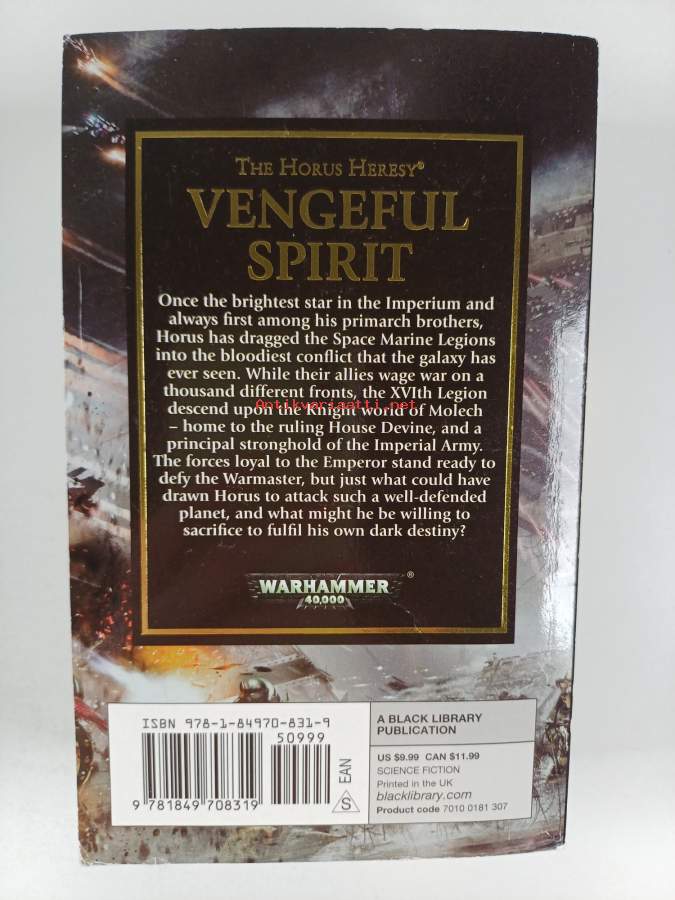 THE HORUS HERESY®
VENGEFUL
SPIRIT
Once the brightest star in the Imperium and
always first among his primarch brothers,
Horus has dragged the Space Marine Legions
into the bloodiest conflict that the galaxy has
ever seen. While their allies wage war on a
thousand different fronts, the XVIth Legion
descend upon the Knight world of Molech
– home to the ruling House Devine, and a
principal stronghold of the Imperial Army.
The forces loyal to the Emperor stand ready to
defy the Warmaster, but just what could have
drawn Horus to attack such a well-defended
planet, and what might he be willing to
sacrifice to fulfil his own dark destiny?
Antikvariaatti.net
WARHAMMER®
40,000
ISBN 978-1-84970-831-9
50999
9 781849 708319
EAN
S
A BLACK LIBRARY
PUBLICATION
US $9.99 CAN $11.99
SCIENCE FICTION
Printed in the UK
blacklibrary.com
Product code 7010 0181 307